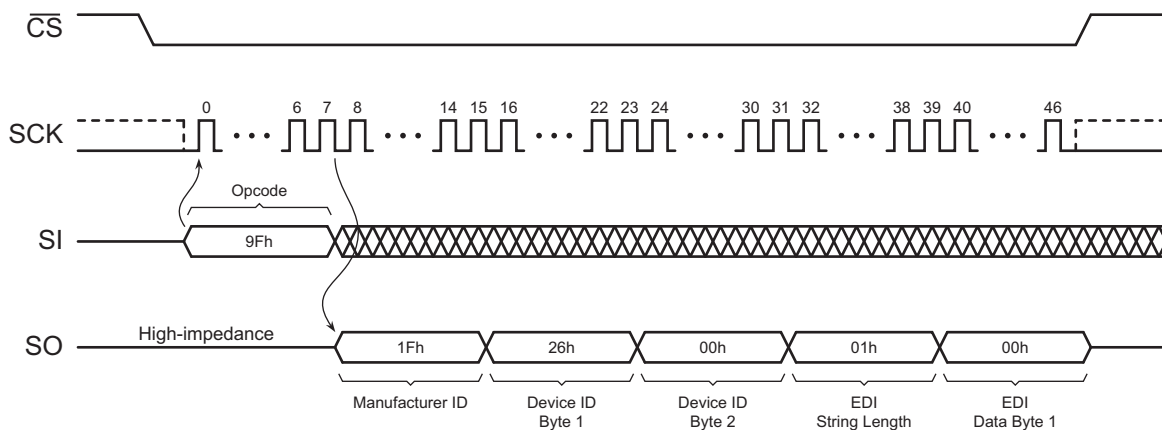 CS
SCK
0 6 7 8 14 15 16 22 23 24 30 31 32 38 39 40 46
Opcode
SI
9Fh
SO
High-impedance
1Fh 26h 00h 01h 00h
Manufacturer ID Device ID Device ID EDI EDI
Byte 1 Byte 2 String Length Data Byte 1